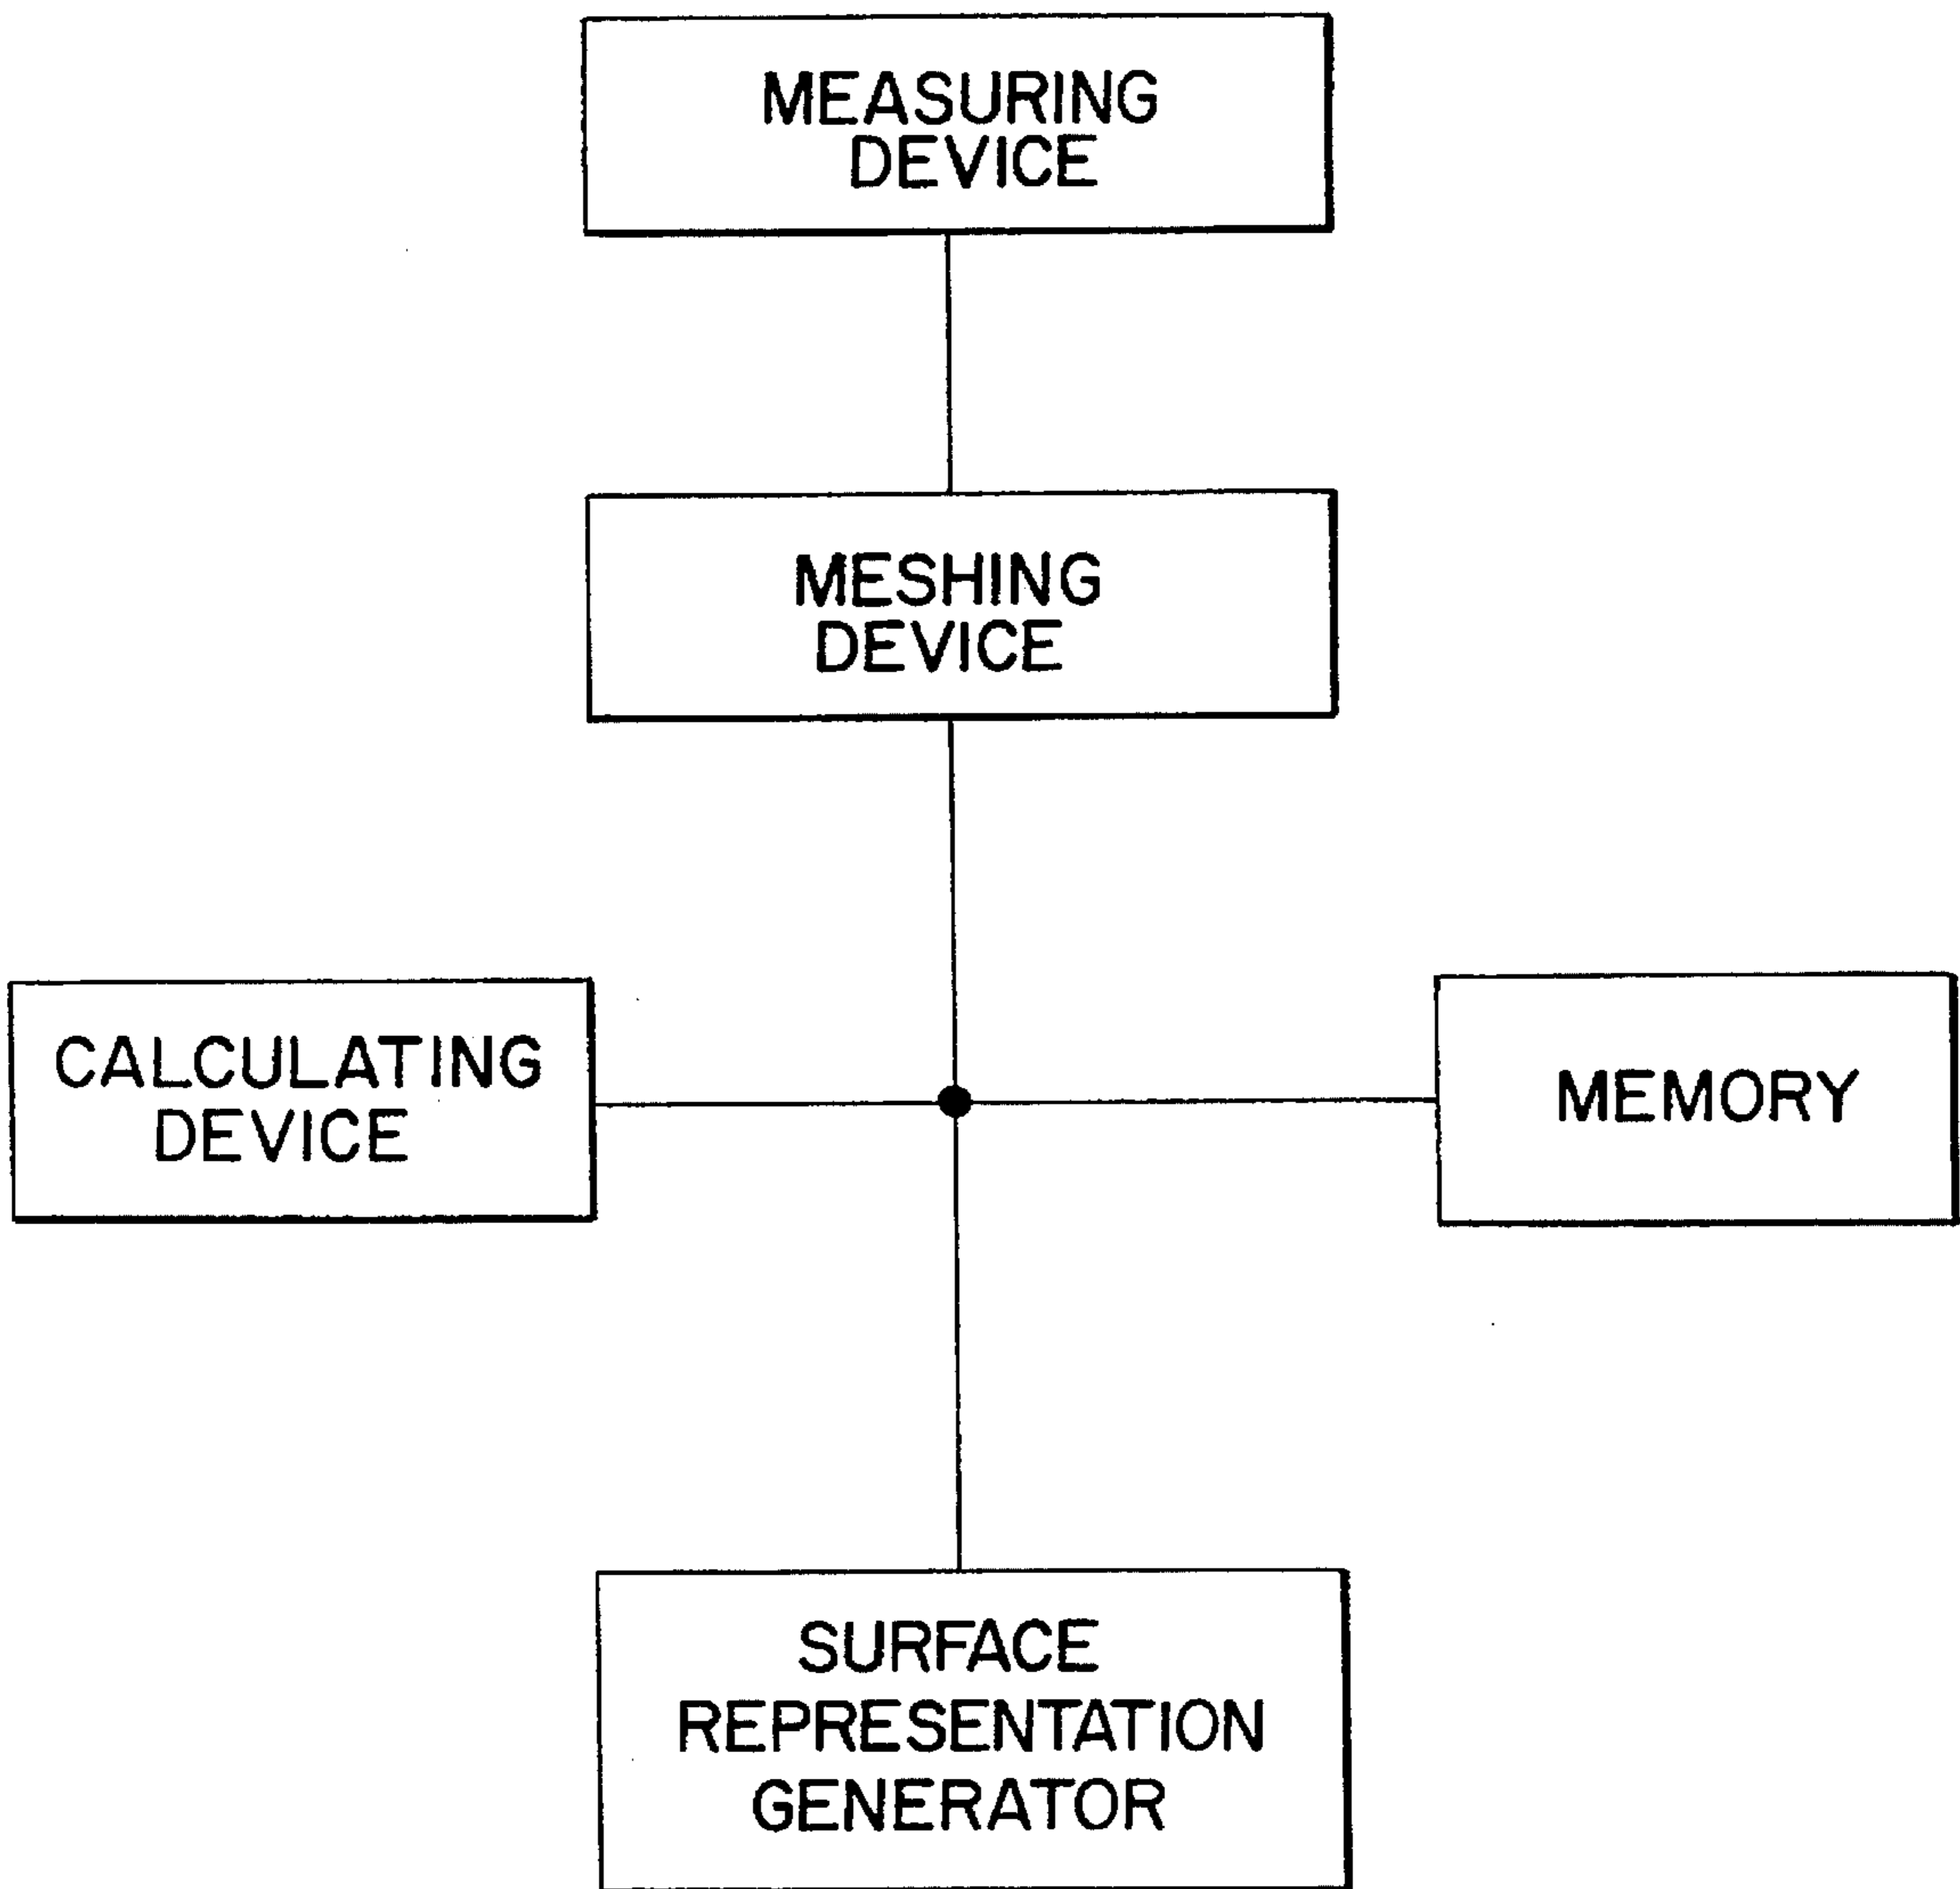 MEASURING
DEVICE
MESHING
DEVICE
CALCULATING
DEVICE
MEMORY
SURFACE
REPRESENTATION
GENERATOR